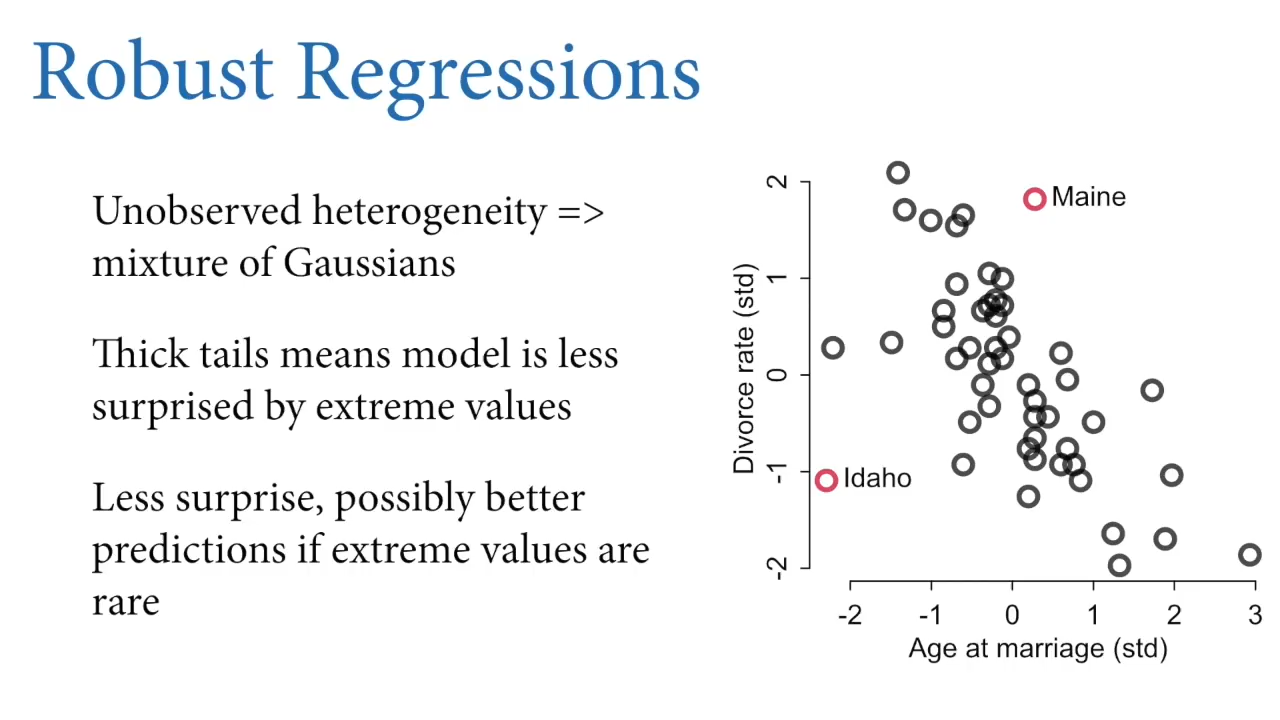 Robust Regressions
Unobserved heterogeneity =>
mixture of Gaussians
Thick tails means model is less
surprised by extreme values
Less surprise, possibly better
predictions if extreme values are
rare
Divorce rate (std)
2
1
0
-1
-2
Maine
Idaho
-2 -1 0 1 2 3
Age at marriage (std)